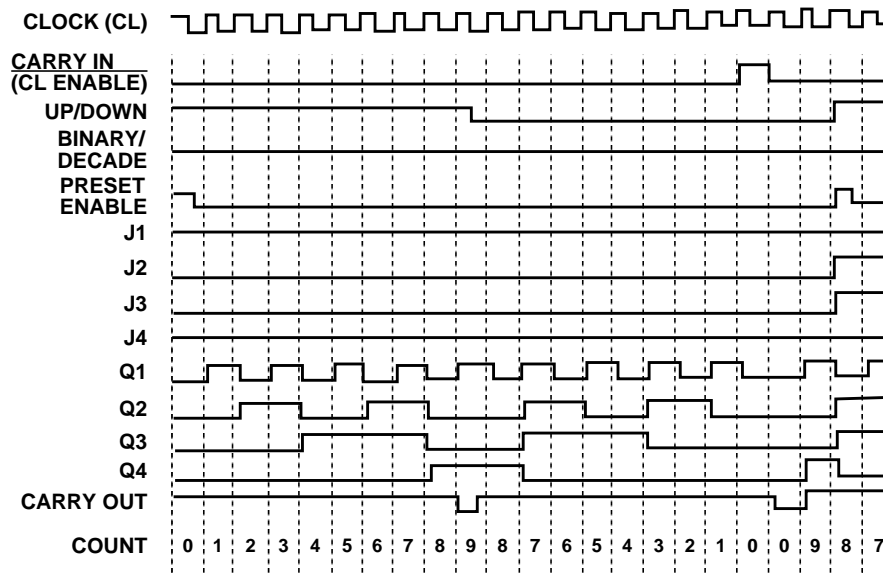 CLOCK (CL)
CARRY IN
(CL ENABLE)
UP/DOWN
BINARY/
DECADE
PRESET
ENABLE
J1
J2
J3
J4
Q1
Q2
Q3
Q4
CARRY OUT
COUNT 0 1 2 3 4 5 6 7 8 9 8 7 6 5 4 3 2 1 0 0 9 8 7